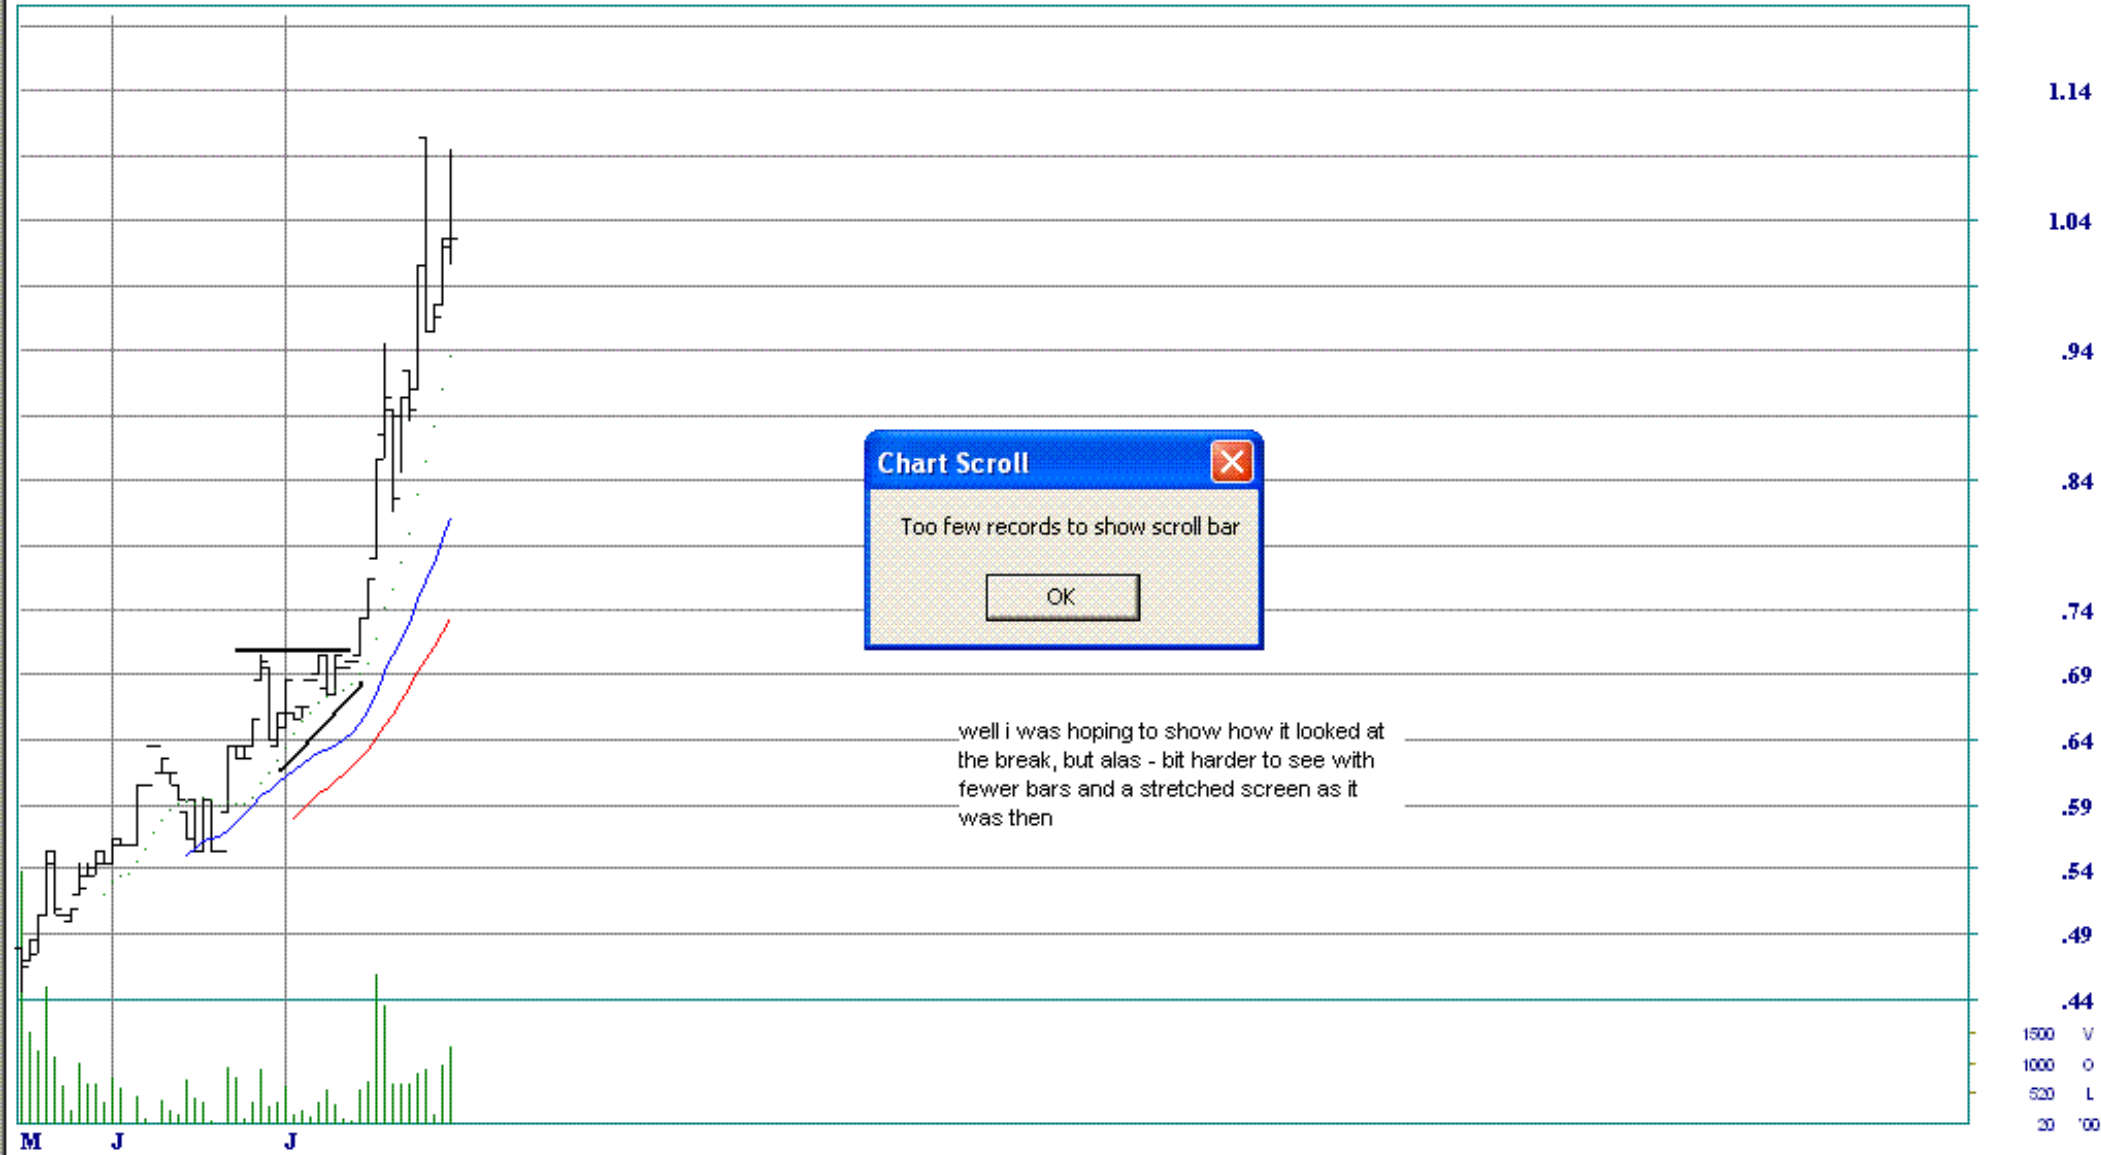 1.14
1.04
.94
.84
Chart Scroll
Too few records to show scroll bar
OK
.74
.69
well i was hoping to show how it looked at
the break, but alas - bit harder to see with
fewer bars and a stretched screen as it
was then
.64
.59
.54
.49
.44
1500 V
1000 O
520 L
20 '00
M J J